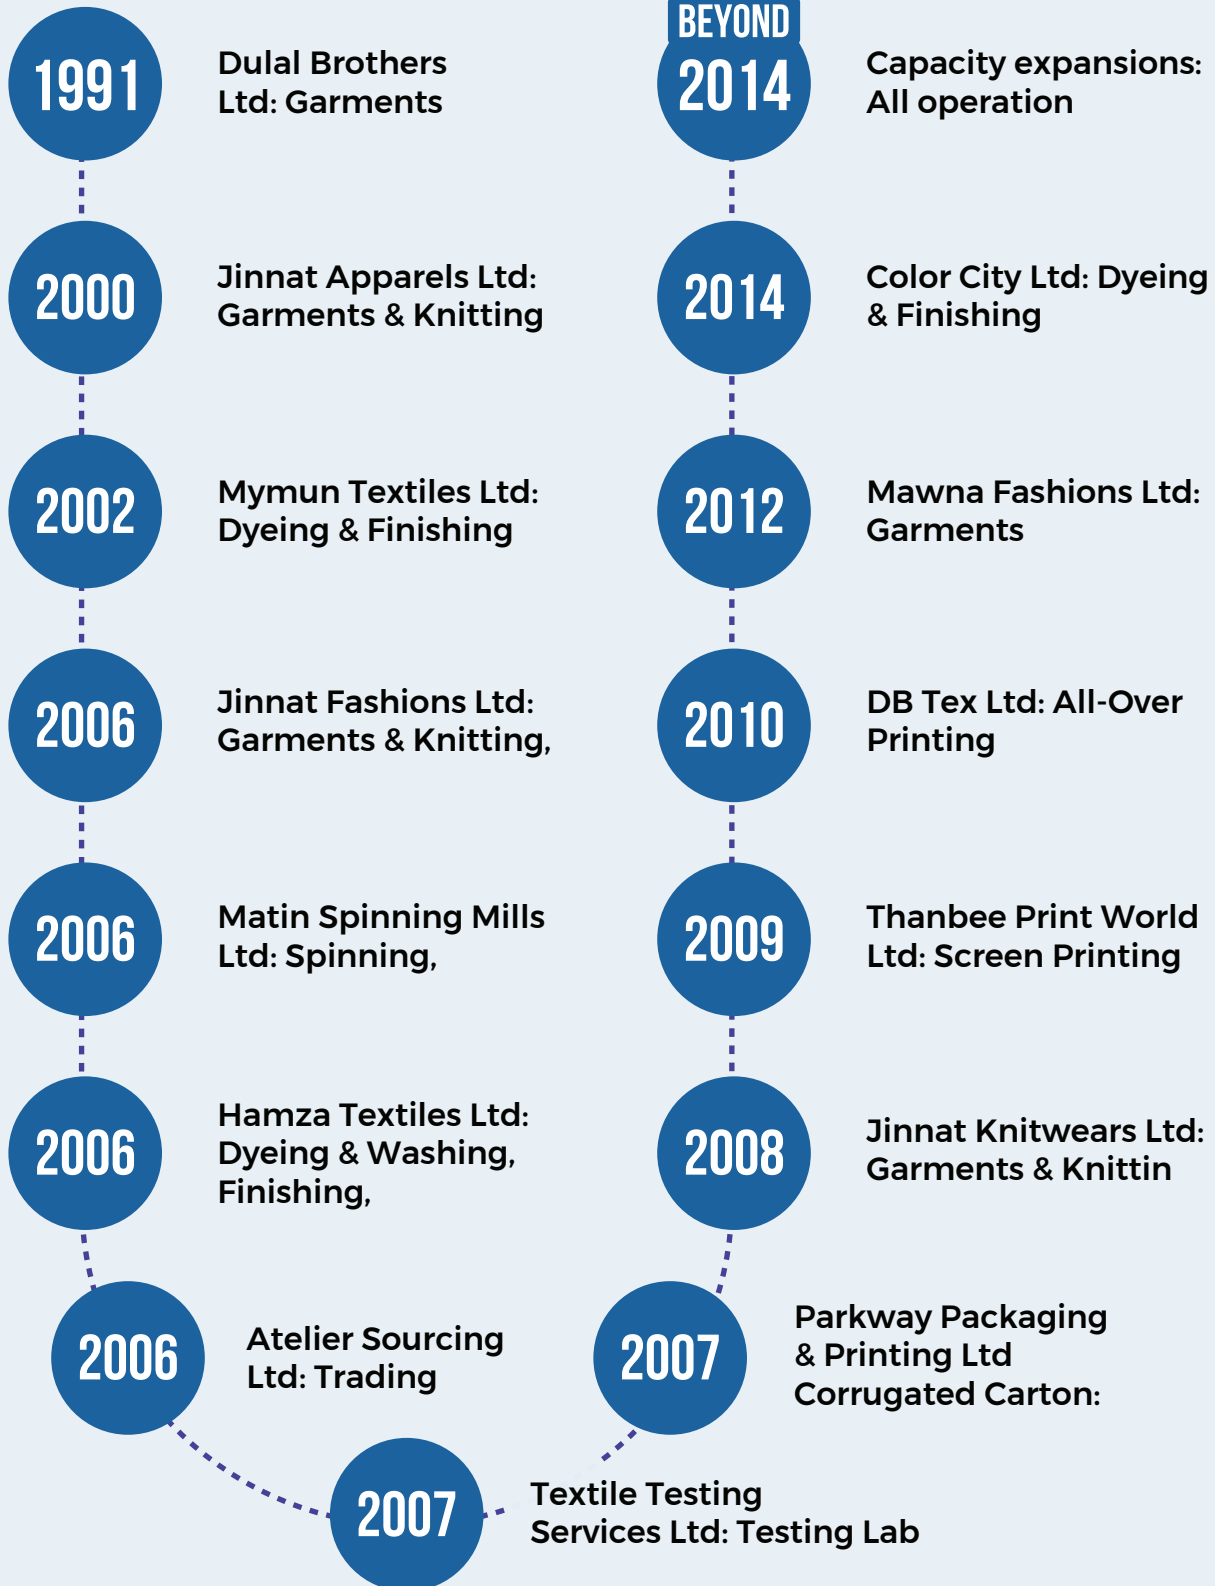 1991
Dulal Brothers
Ltd: Garments
2000
Jinnat Apparels Ltd:
Garments & Knitting
2002
Mymun Textiles Ltd:
Dyeing & Finishing
2006
Jinnat Fashions Ltd:
Garments & Knitting,
2006
Matin Spinning Mills
Ltd: Spinning,
2006
Hamza Textiles Ltd:
Dyeing & Washing,
Finishing,
2006
Atelier Sourcing
Ltd: Trading
2007
Textile Testing
Services Ltd: Testing Lab
2007
Parkway Packaging
& Printing Ltd
Corrugated Carton:
2008
Jinnat Knitwears Ltd:
Garments & Knittin
2009
Thanbee Print World
Ltd: Screen Printing
2010
DB Tex Ltd: All-Over
Printing
2012
Mawna Fashions Ltd:
Garments
2014
Color City Ltd: Dyeing
& Finishing
BEYOND
2014
Capacity expansions:
All operation